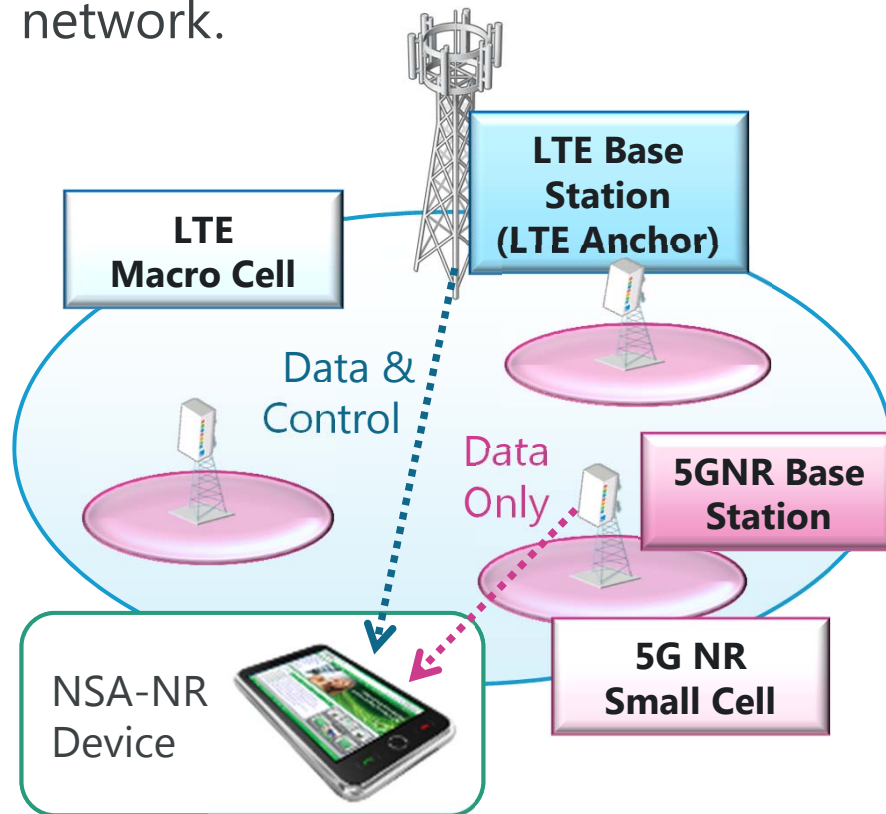 network.
LTE Base
Station
(LTE Anchor)
LTE
Macro Cell
Data &
Control
Data
Only
5GNR Base
Station
5G NR
Small Cell
NSA-NR
Device